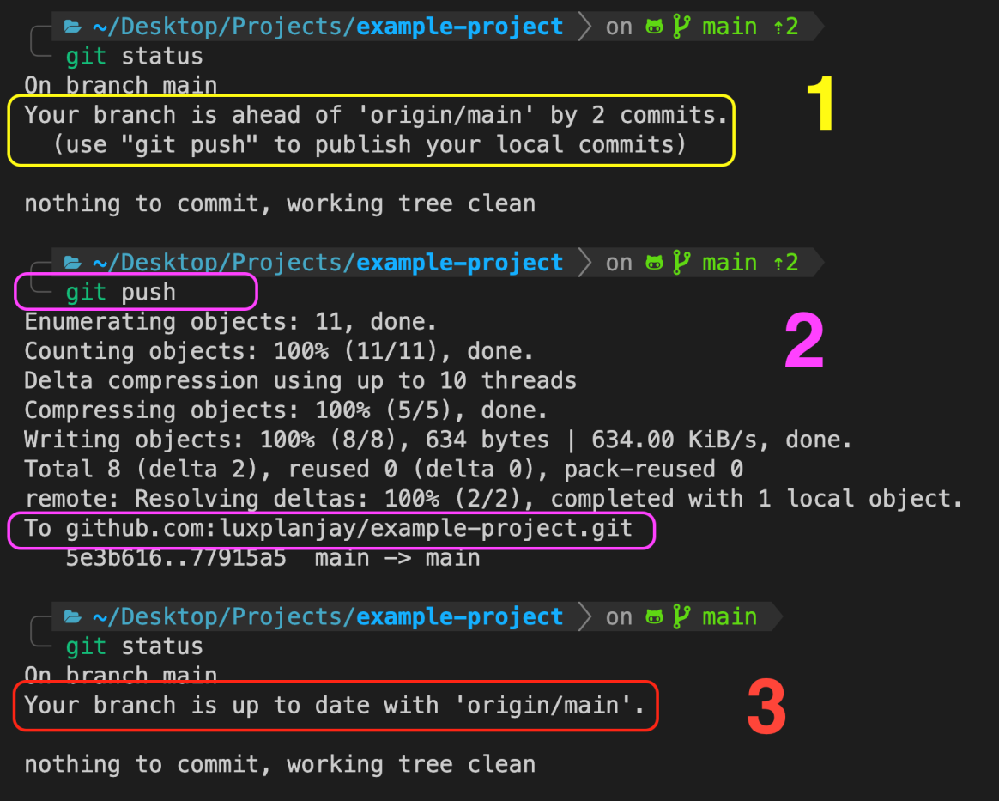 ~/Desktop/Projects/example-project on main ⇡2
git status
On branch main
Your branch is ahead of 'origin/main' by 2 commits.
(use "git push" to publish your local commits)
1
nothing to commit, working tree clean
~/Desktop/Projects/example-project on main ⇡2
git push
Enumerating objects: 11, done.
Counting objects: 100% (11/11), done.
2
Delta compression using up to 10 threads
Compressing objects: 100% (5/5), done.
Writing objects: 100% (8/8), 634 bytes | 634.00 KiB/s, done.
Total 8 (delta 2), reused 0 (delta 0), pack-reused 0
remote: Resolving deltas: 100% (2/2), completed with 1 local object.
To github.com:luxplanjay/example-project.git
5e3b616..77915a5 main -> main
~/Desktop/Projects/example-project on main
git status
On branch main
Your branch is up to date with 'origin/main'.
3
nothing to commit, working tree clean